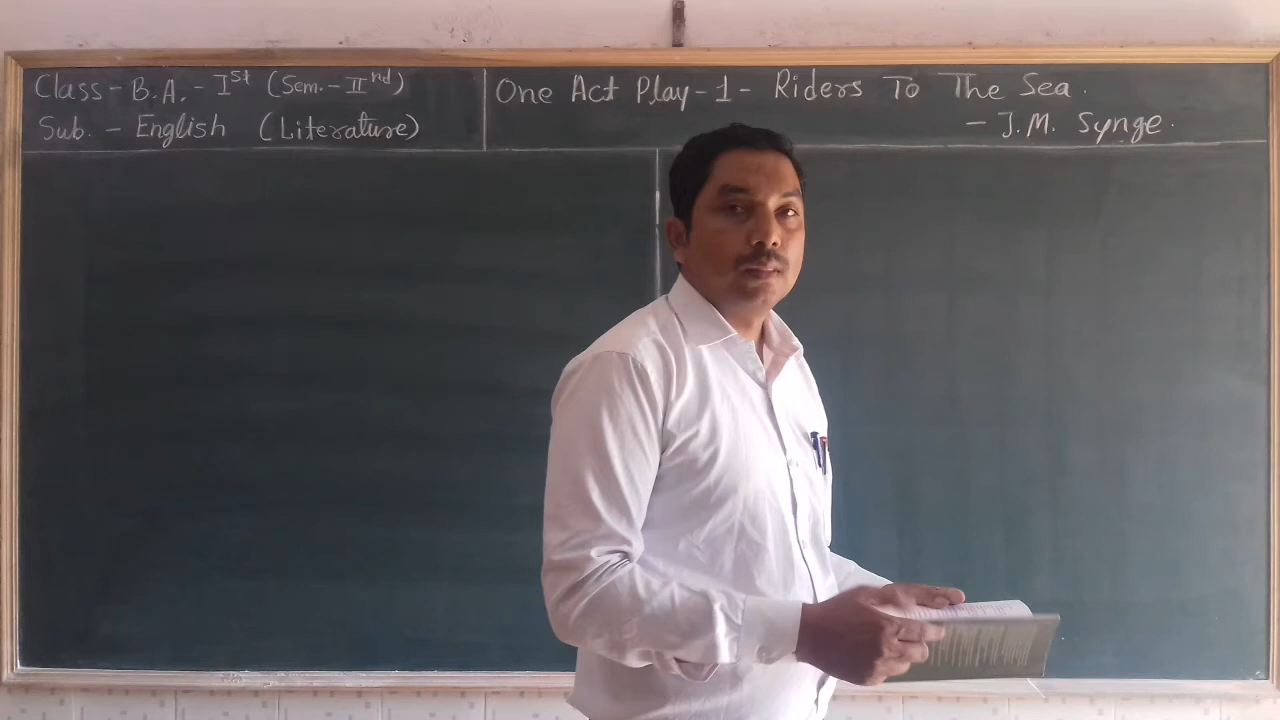 Class - B.A. - Ist (Sem. - IInd)
Sub. - English (Literature)
One Act Play - 1 - Riders To The Sea.
- J.M. Synge.